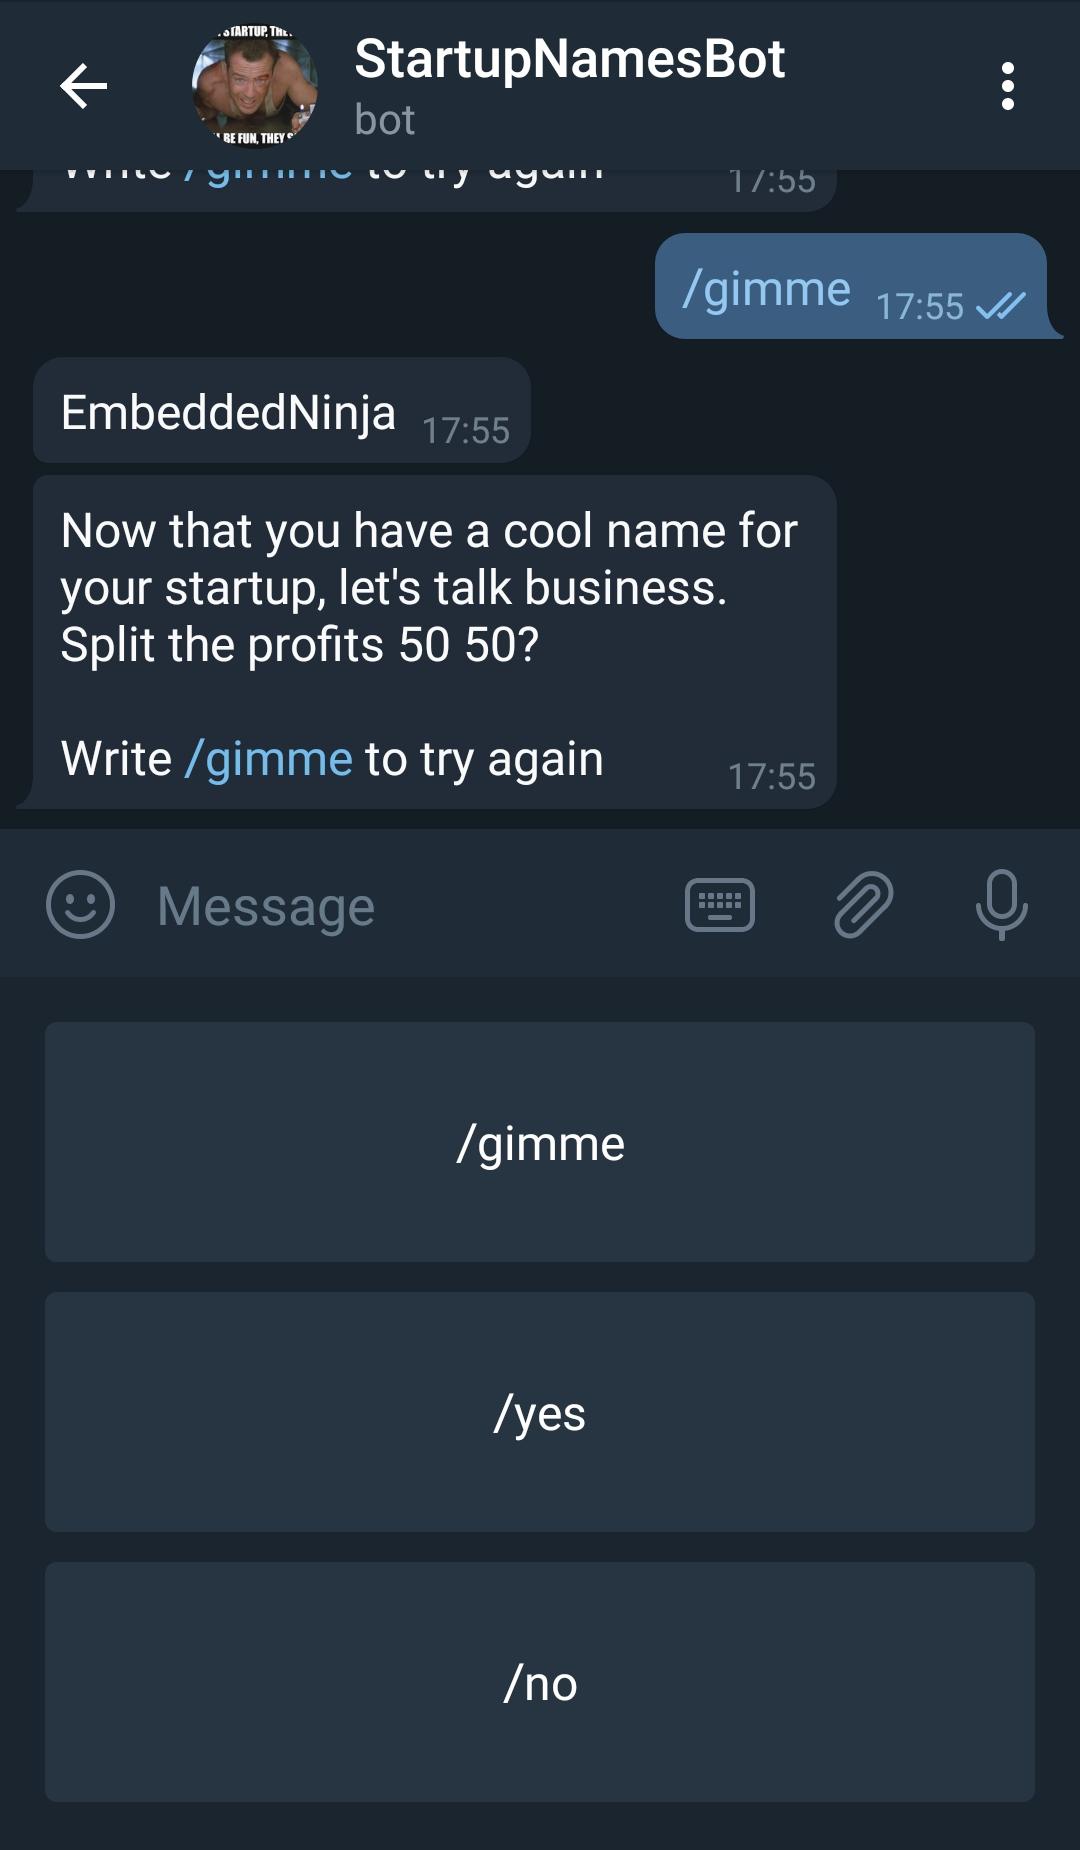 StartupNamesBot
bot
STARTUP, THE
BE FUN, THEY S
Write /gimme to try again 17:55
/gimme 17:55
EmbeddedNinja 17:55
Now that you have a cool name for
your startup, let's talk business.
Split the profits 50 50?
Write /gimme to try again 17:55
Message
/gimme
/yes
/no